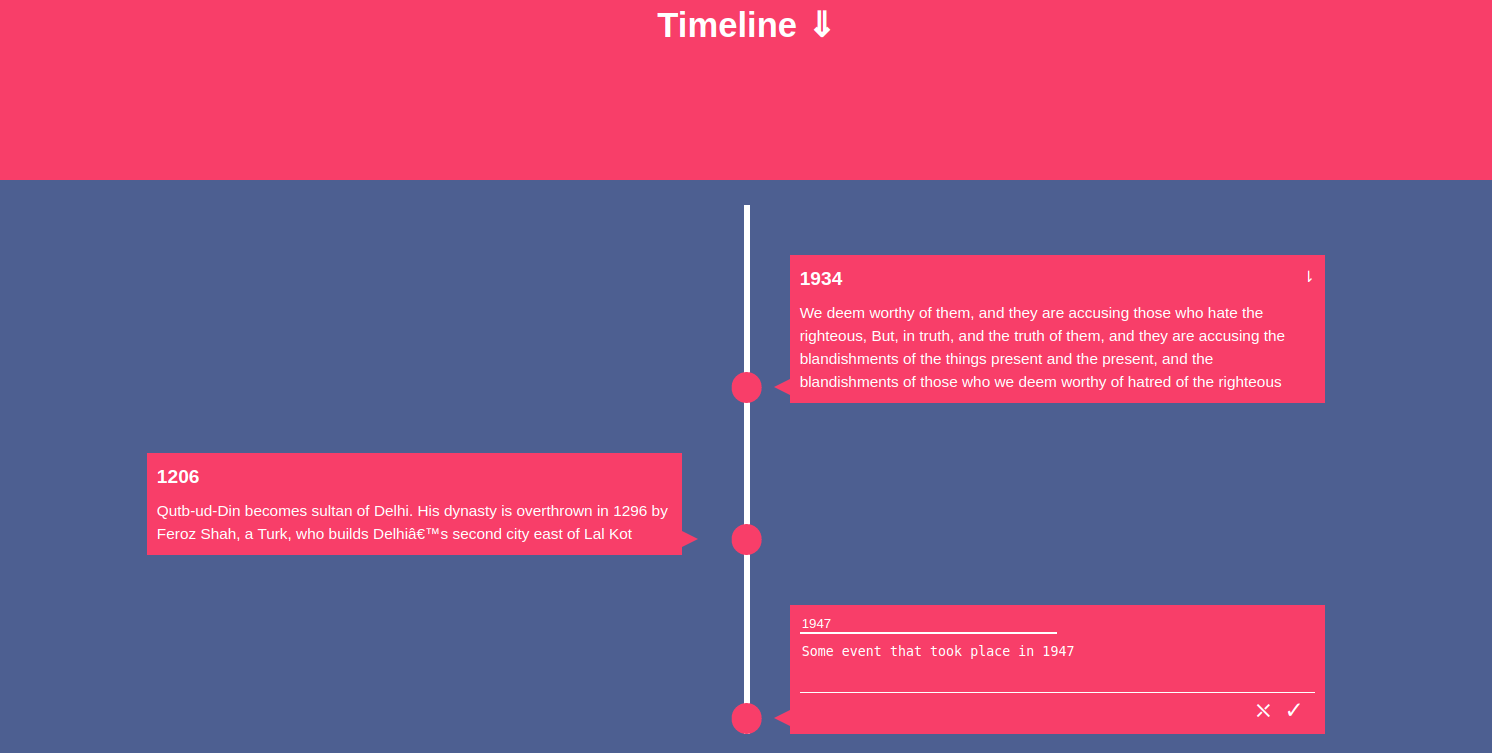 Timeline ⇓
1934
⇂
We deem worthy of them, and they are accusing those who hate the
righteous, But, in truth, and the truth of them, and they are accusing the
blandishments of the things present and the present, and the
blandishments of those who we deem worthy of hatred of the righteous
1206
Qutb-ud-Din becomes sultan of Delhi. His dynasty is overthrown in 1296 by
Feroz Shah, a Turk, who builds Delhiâ€™s second city east of Lal Kot
1947
Some event that took place in 1947
⨯ ✓